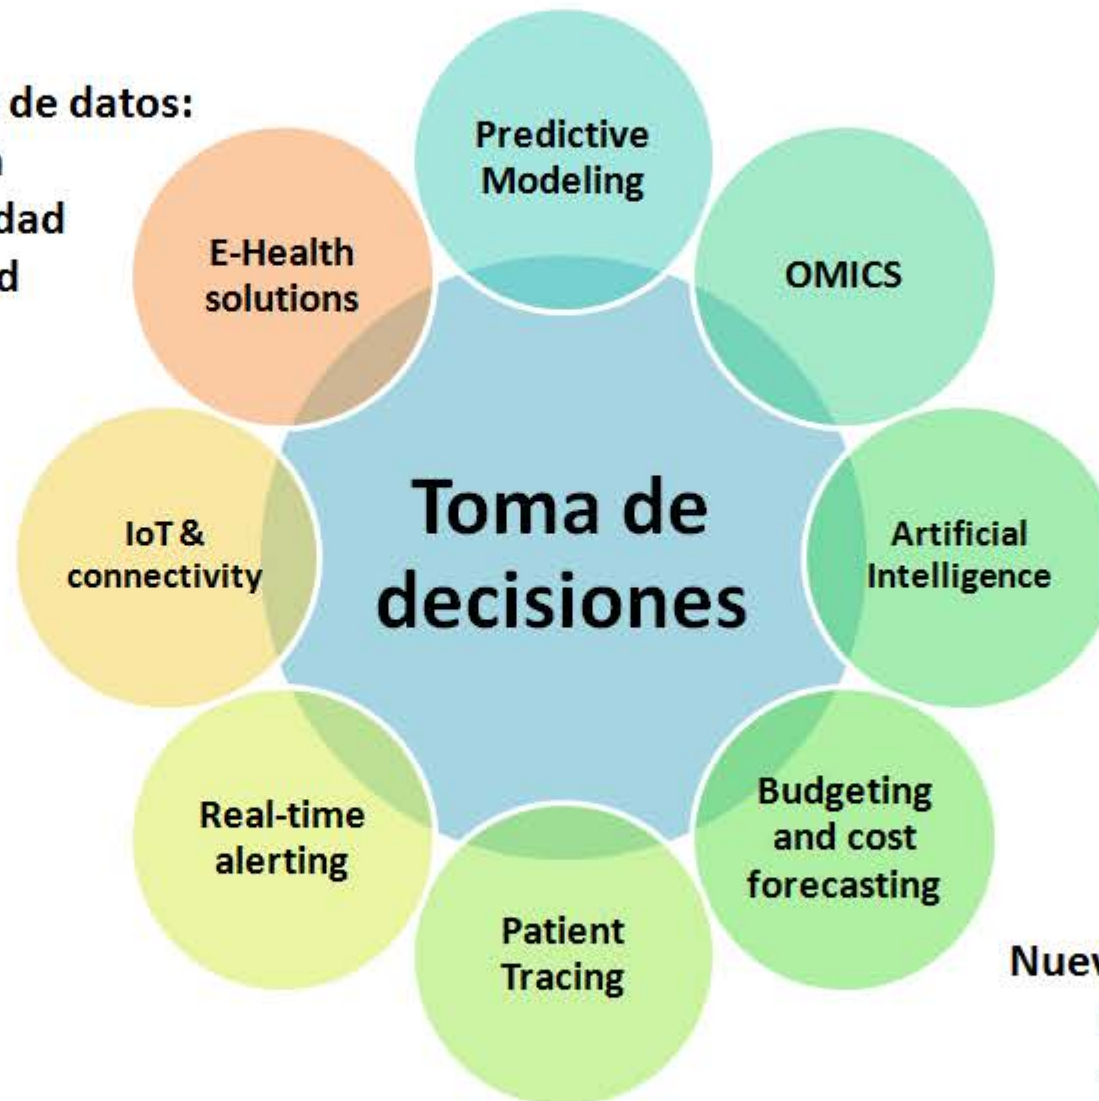 de datos:
dad
d
Predictive
Modeling
E-Health
solutions
OMICS
IoT &
connectivity
Toma de
decisiones
Artificial
Intelligence
Real-time
alerting
Budgeting
and cost
forecasting
Patient
Tracing
Nuev